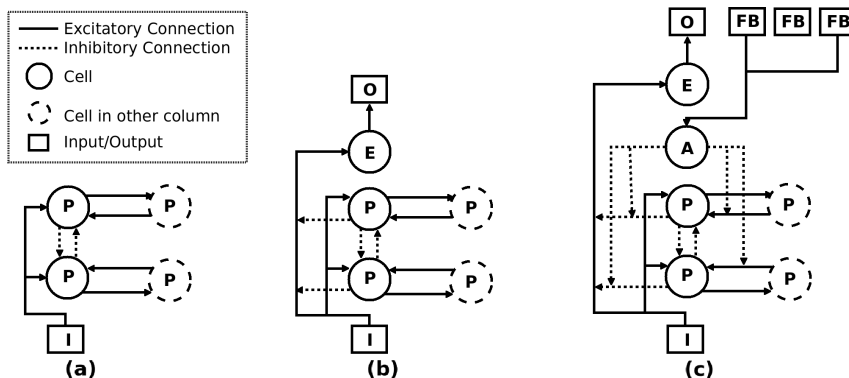 Excitatory Connection
Inhibitory Connection
Cell
Cell in other column
Input/Output
P
P
P
P
I
(a)
O
E
P
P
P
P
I
(b)
O
FB
FB
FB
E
A
P
P
P
P
I
(c)